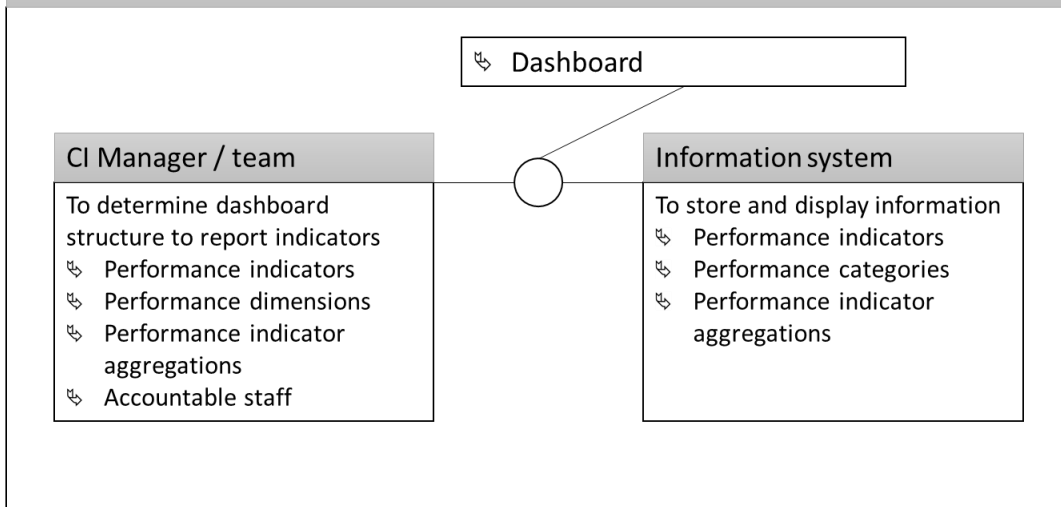 Dashboard
CI Manager / team
To determine dashboard
structure to report indicators
Performance indicators
Performance dimensions
Performance indicator
aggregations
Accountable staff
Information system
To store and display information
Performance indicators
Performance categories
Performance indicator
aggregations